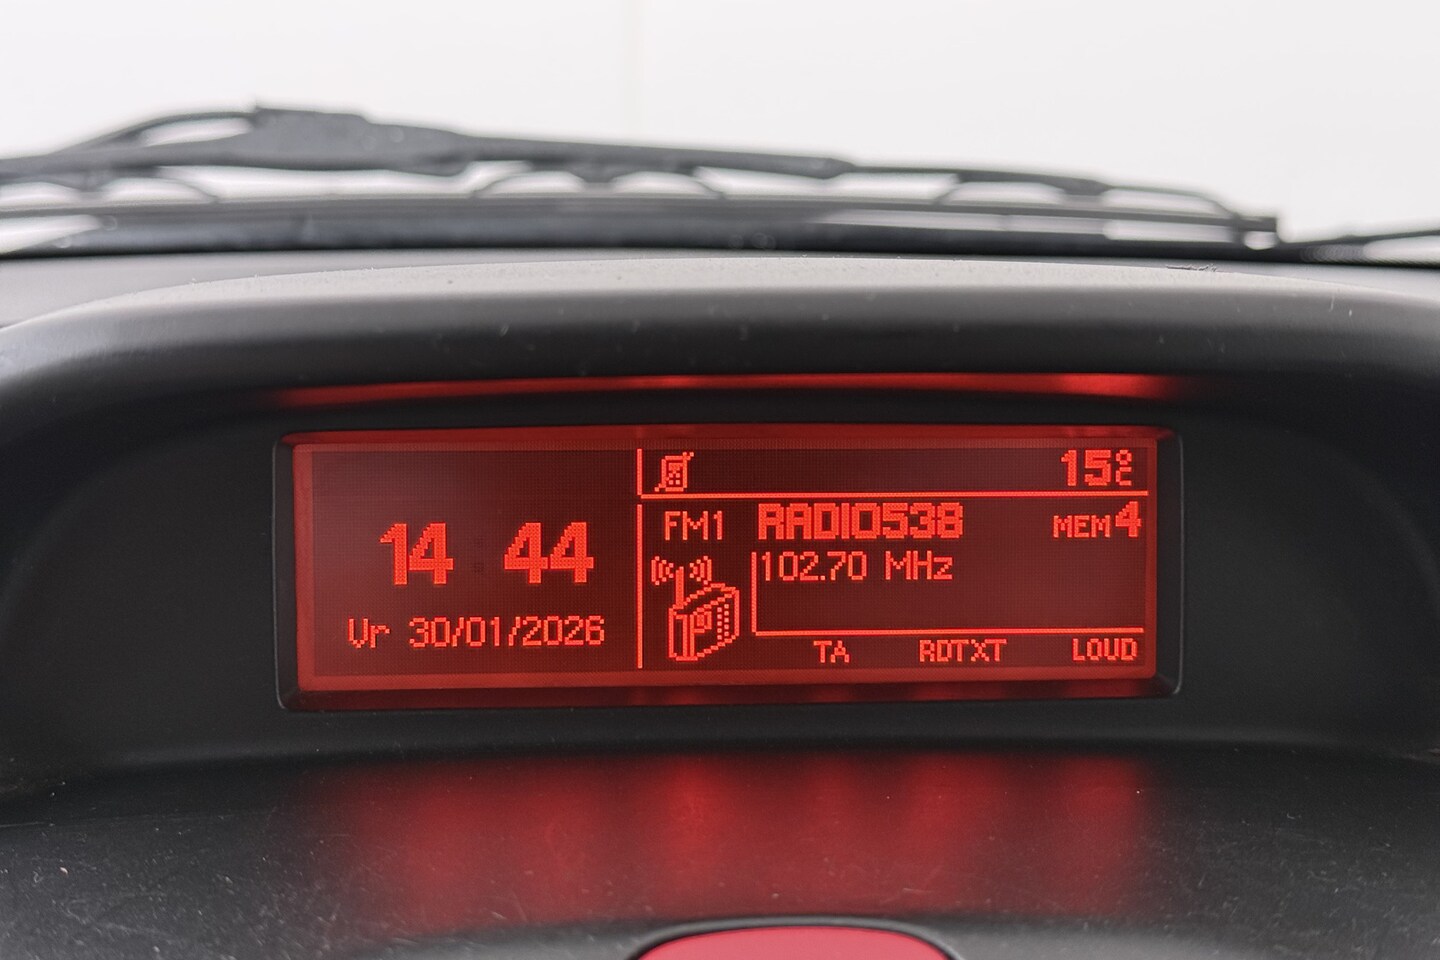 14 44
Vr 30/01/2026
15°C
FM1 RADIO538 MEM4
102.70 MHz
TA RDTXT LOUD